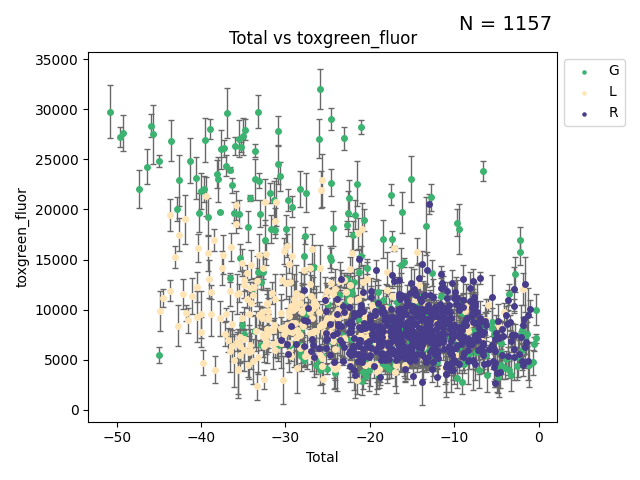 N = 1157
Total vs toxgreen_fluor
35000
30000
25000
20000
15000
10000
5000
0
toxgreen_fluor
−50
−40
−30
−20
−10
0
Total
G
L
R